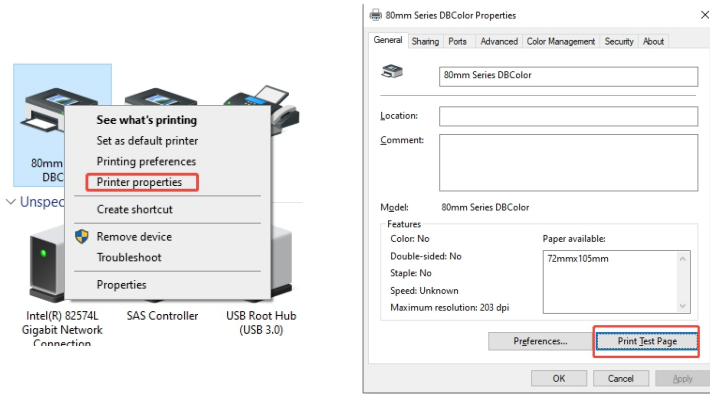 See what's printing
Set as default printer
Printing preferences
Printer properties
Create shortcut
Remove device
Troubleshoot
Properties
80mm
DBC
Unspec
Intel(R) 82574L
Gigabit Network
Connection
SAS Controller
USB Root Hub
(USB 3.0)
80mm Series DBColor Properties
General Sharing Ports Advanced Color Management Security About
80mm Series DBColor
Location:
Comment:
Model: 80mm Series DBColor
Features
Color: No
Double-sided: No
Staple: No
Speed: Unknown
Maximum resolution: 203 dpi
Paper available:
72mmx105mm
Preferences...
Print Test Page
OK
Cancel
Apply